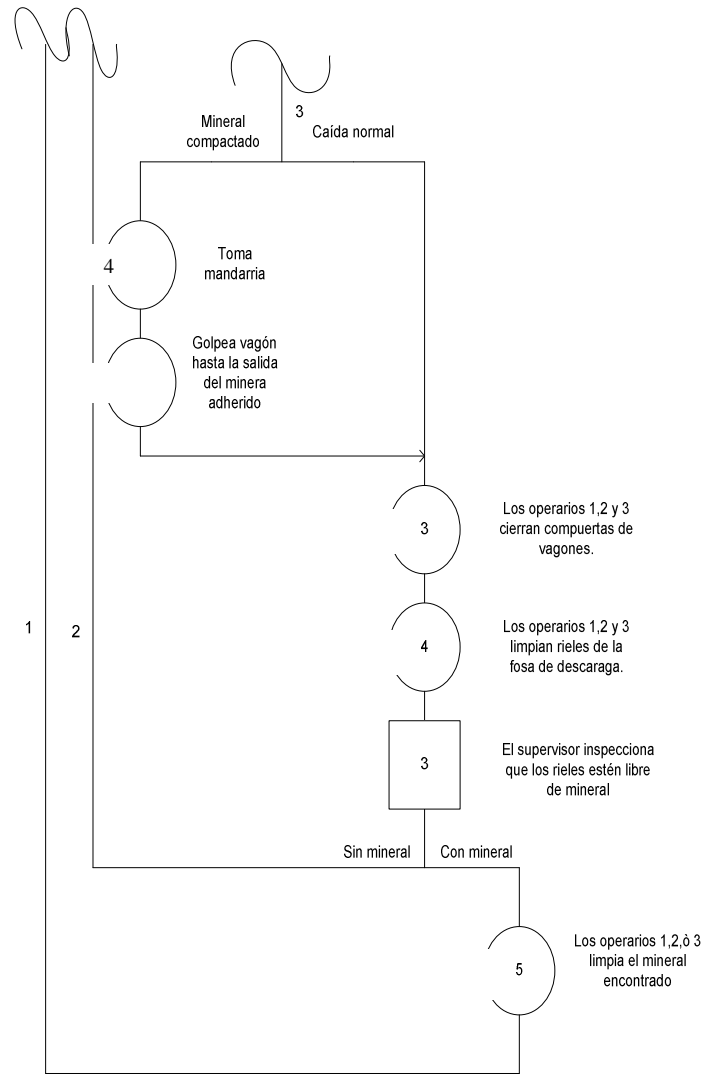 3
Mineral
compactado
Caída normal
4
Toma
mandarria
Golpea vagón
hasta la salida
del minera
adherido
3
Los operarios 1,2 y 3
cierran compuertas de
vagones.
1
2
4
Los operarios 1,2 y 3
limpian rieles de la
fosa de descaraga.
3
El supervisor inspecciona
que los rieles estén libre
de mineral
Sin mineral
Con mineral
5
Los operarios 1,2,ò 3
limpia el mineral
encontrado